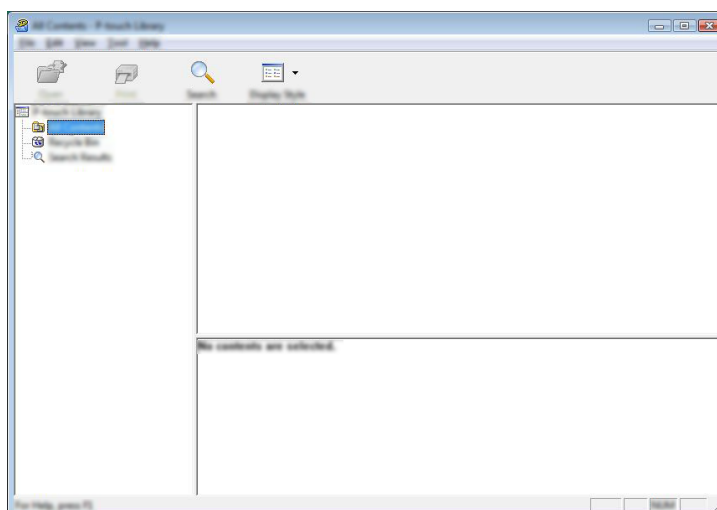 All Contents - P-touch Library
File Edit View Tool Help
Open Print Search Display Style
P-touch Library
All Contents
Recycle Bin
Search Results
No contents are selected.
For Help, press F1
NUM